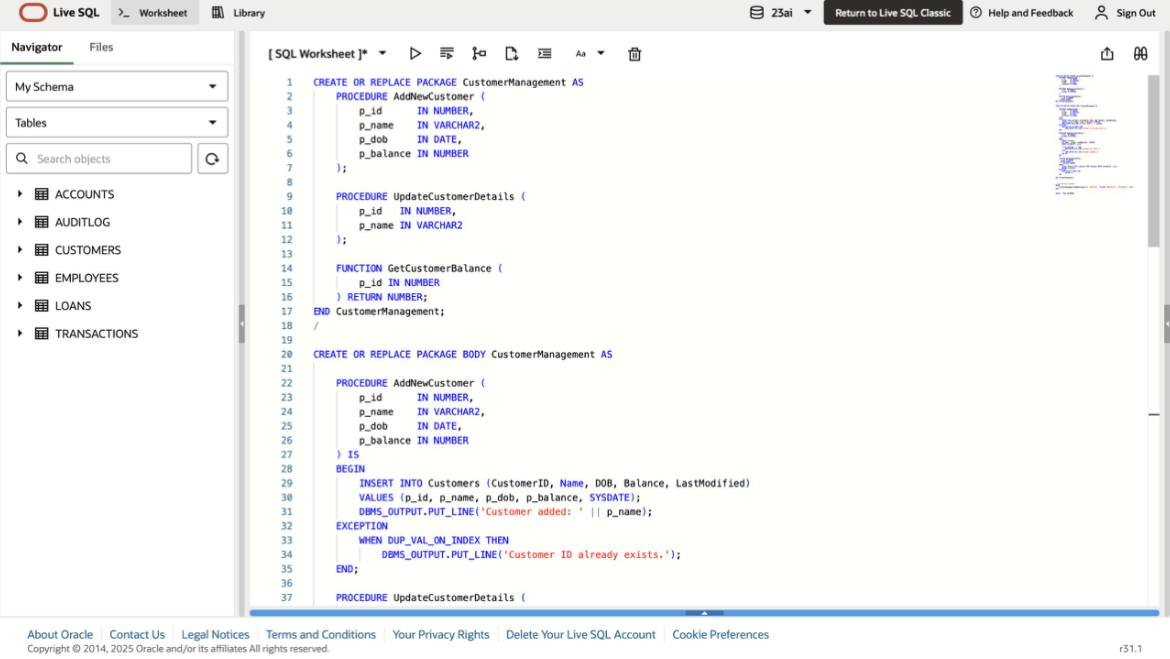 Live SQL
>_ Worksheet
Library
23ai
Return to Live SQL Classic
Help and Feedback
Sign Out
Navigator
Files
My Schema
Tables
Search objects
ACCOUNTS
AUDITLOG
CUSTOMERS
EMPLOYEES
LOANS
TRANSACTIONS
[ SQL Worksheet ]*
Aa
1 CREATE OR REPLACE PACKAGE CustomerManagement AS
2 PROCEDURE AddNewCustomer (
3 p_id IN NUMBER,
4 p_name IN VARCHAR2,
5 p_dob IN DATE,
6 p_balance IN NUMBER
7 );
8
9 PROCEDURE UpdateCustomerDetails (
10 p_id IN NUMBER,
11 p_name IN VARCHAR2
12 );
13
14 FUNCTION GetCustomerBalance (
15 p_id IN NUMBER
16 ) RETURN NUMBER;
17 END CustomerManagement;
18 /
19
20 CREATE OR REPLACE PACKAGE BODY CustomerManagement AS
21
22 PROCEDURE AddNewCustomer (
23 p_id IN NUMBER,
24 p_name IN VARCHAR2,
25 p_dob IN DATE,
26 p_balance IN NUMBER
27 ) IS
28 BEGIN
29 INSERT INTO Customers (CustomerID, Name, DOB, Balance, LastModified)
30 VALUES (p_id, p_name, p_dob, p_balance, SYSDATE);
31 DBMS_OUTPUT.PUT_LINE('Customer added: ' || p_name);
32 EXCEPTION
33 WHEN DUP_VAL_ON_INDEX THEN
34 DBMS_OUTPUT.PUT_LINE('Customer ID already exists.');
35 END;
36
37 PROCEDURE UpdateCustomerDetails (
About Oracle
Contact Us
Legal Notices
Terms and Conditions
Your Privacy Rights
Delete Your Live SQL Account
Cookie Preferences
Copyright © 2014, 2025 Oracle and/or its affiliates All rights reserved.
r31.1